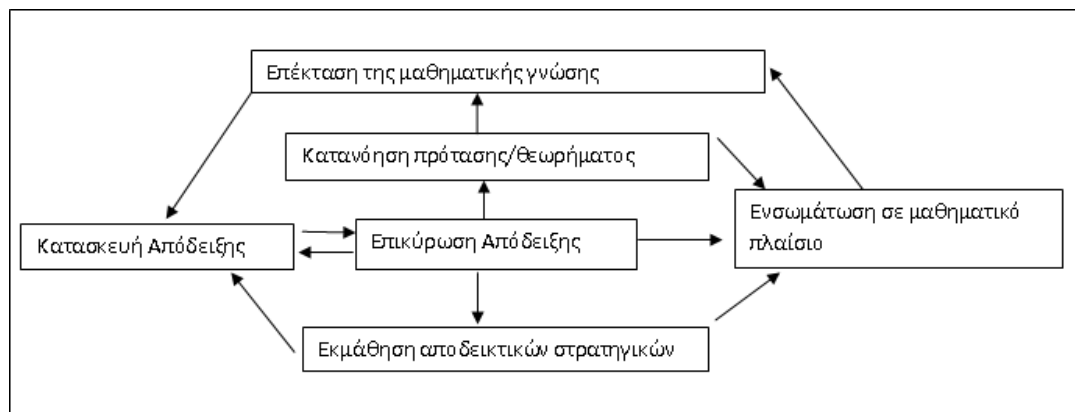 Επέκταση της μαθηματικής γνώσης
Κατανόηση πρότασης/θεωρήματος
Ενσωμάτωση σε μαθηματικό
πλαίσιο
Κατασκευή Απόδειξης
Επικύρωση Απόδειξης
Εκμάθηση αποδεικτικών στρατηγικών